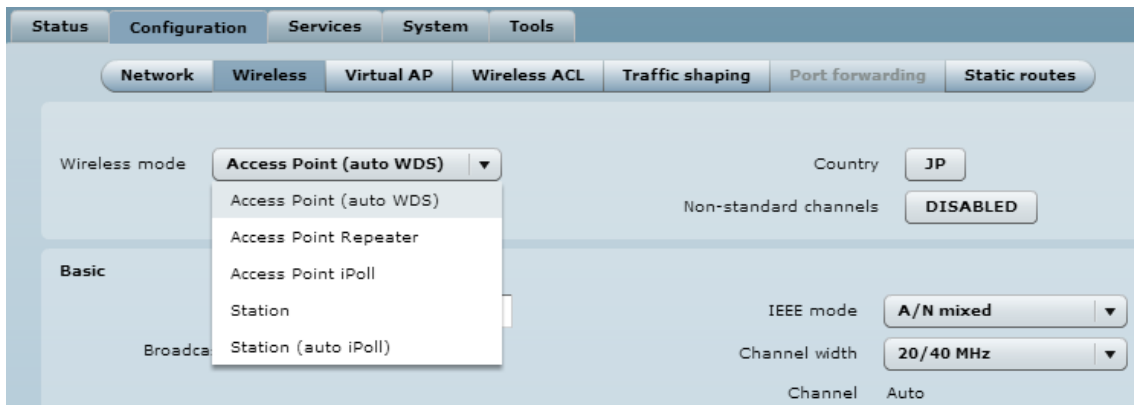 Status Configuration Services System Tools
Network Wireless Virtual AP Wireless ACL Traffic shaping Port forwarding Static routes
Wireless mode Access Point (auto WDS) Country JP
Access Point (auto WDS) Non-standard channels DISABLED
Access Point Repeater
Basic Access Point iPoll
Station IEEE mode A/N mixed
Station (auto iPoll) Channel width 20/40 MHz
Channel Auto